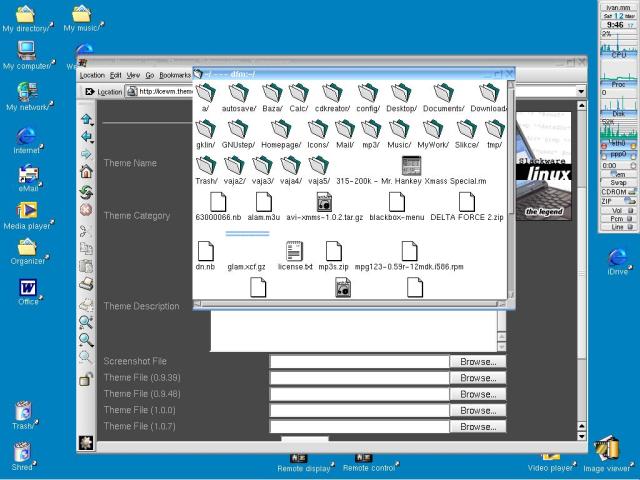 My directory/
My music/
My computer/
My network/
Internet
eMail
Media player
Organizer
Office
Trash/
Shred
Location Edit View Go Bookmarks
Location http://icewm.them
Theme Name
Theme Category
Theme Description
Screenshot File Browse...
Theme File (0.9.39) Browse...
Theme File (0.9.48) Browse...
Theme File (1.0.0) Browse...
Theme File (1.0.7) Browse...
~/ --- dfm:~/
a/ autosave/ Baza/ Calc/ cdkreator/ config/ Desktop/ Documents/ Download
gklin/ GNUstep/ Homepage/ Icons/ Mail/ mp3/ Music/ MyWork/ Slikce/ tmp/
Trash/ vaja2/ vaja3/ vaja4/ vaja5/ 315-200k - Mr. Hankey Xmass Special.rm
63000086.nb alam.m3u avi-xmms-1.0.2.tar.gz blackbox-menu DELTA FORCE 2.zip
dn.nb glam.xcf.gz license.txt mp3s.zip mpg123-0.59r-12mdk.i586.rpm
Slackware
linux
the legend
ivan.mm
Sat 12 May
9:46
2%
CPU
Proc
0
Disk
52K
eth0
ppp0
0:00
Swap
CDROM
ZIP
Vol
Pcm
Line
iDrive
Remote display
Remote control
Video player
Image viewer